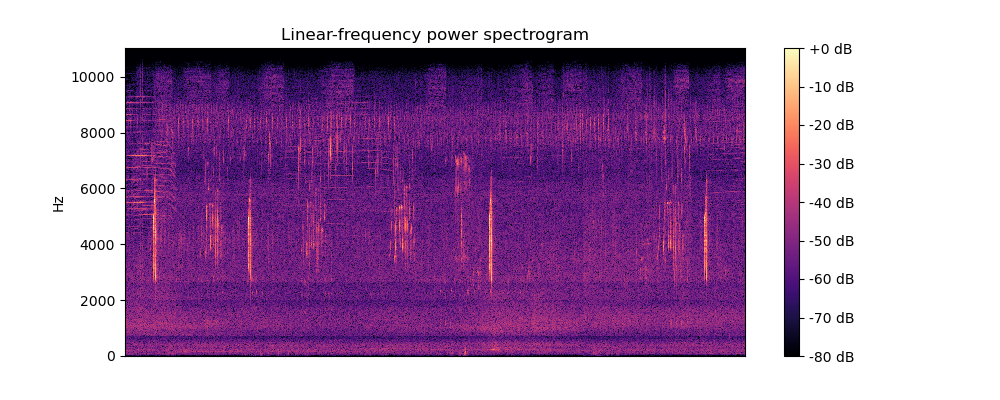 Linear-frequency power spectrogram
Hz
10000
8000
6000
4000
2000
0
+0 dB
-10 dB
-20 dB
-30 dB
-40 dB
-50 dB
-60 dB
-70 dB
-80 dB